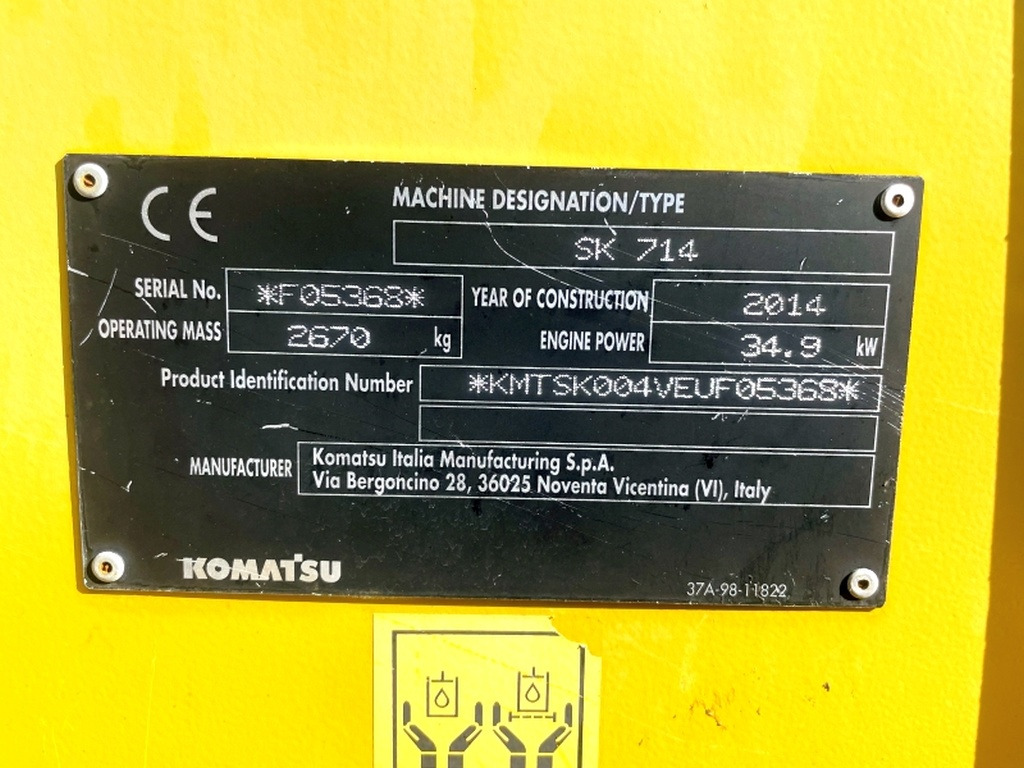 CE
MACHINE DESIGNATION/TYPE
SK 714
SERIAL No. *F05368* YEAR OF CONSTRUCTION 2014
OPERATING MASS 2670 kg ENGINE POWER 34.9 kW
Product Identification Number *KMTSK004VEUF05368*
MANUFACTURER Komatsu Italia Manufacturing S.p.A.
Via Bergoncino 28, 36025 Noventa Vicentina (VI), Italy
KOMATSU
37A-98-11822